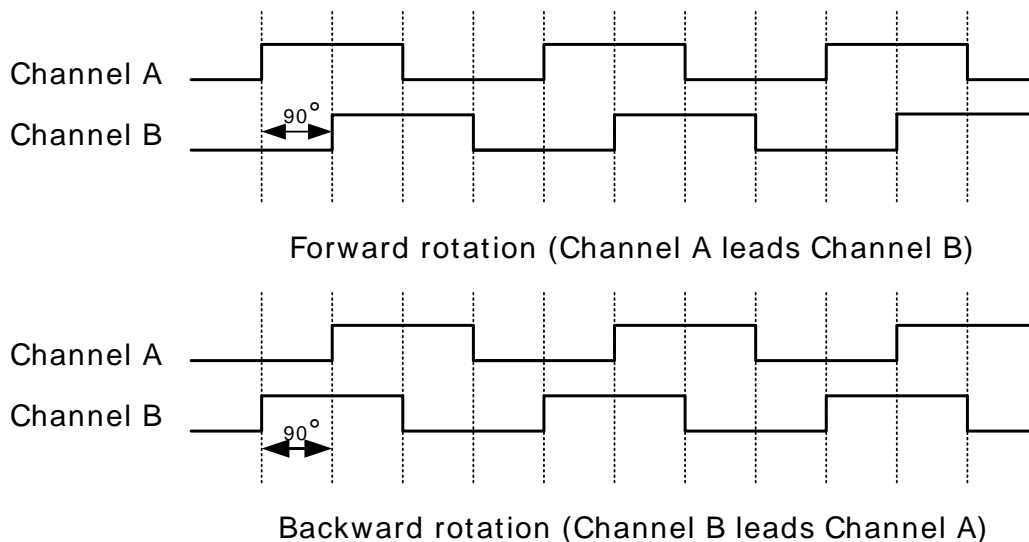 Channel A
90°
Channel B
Forward rotation (Channel A leads Channel B)
Channel A
Channel B
90°
Backward rotation (Channel B leads Channel A)